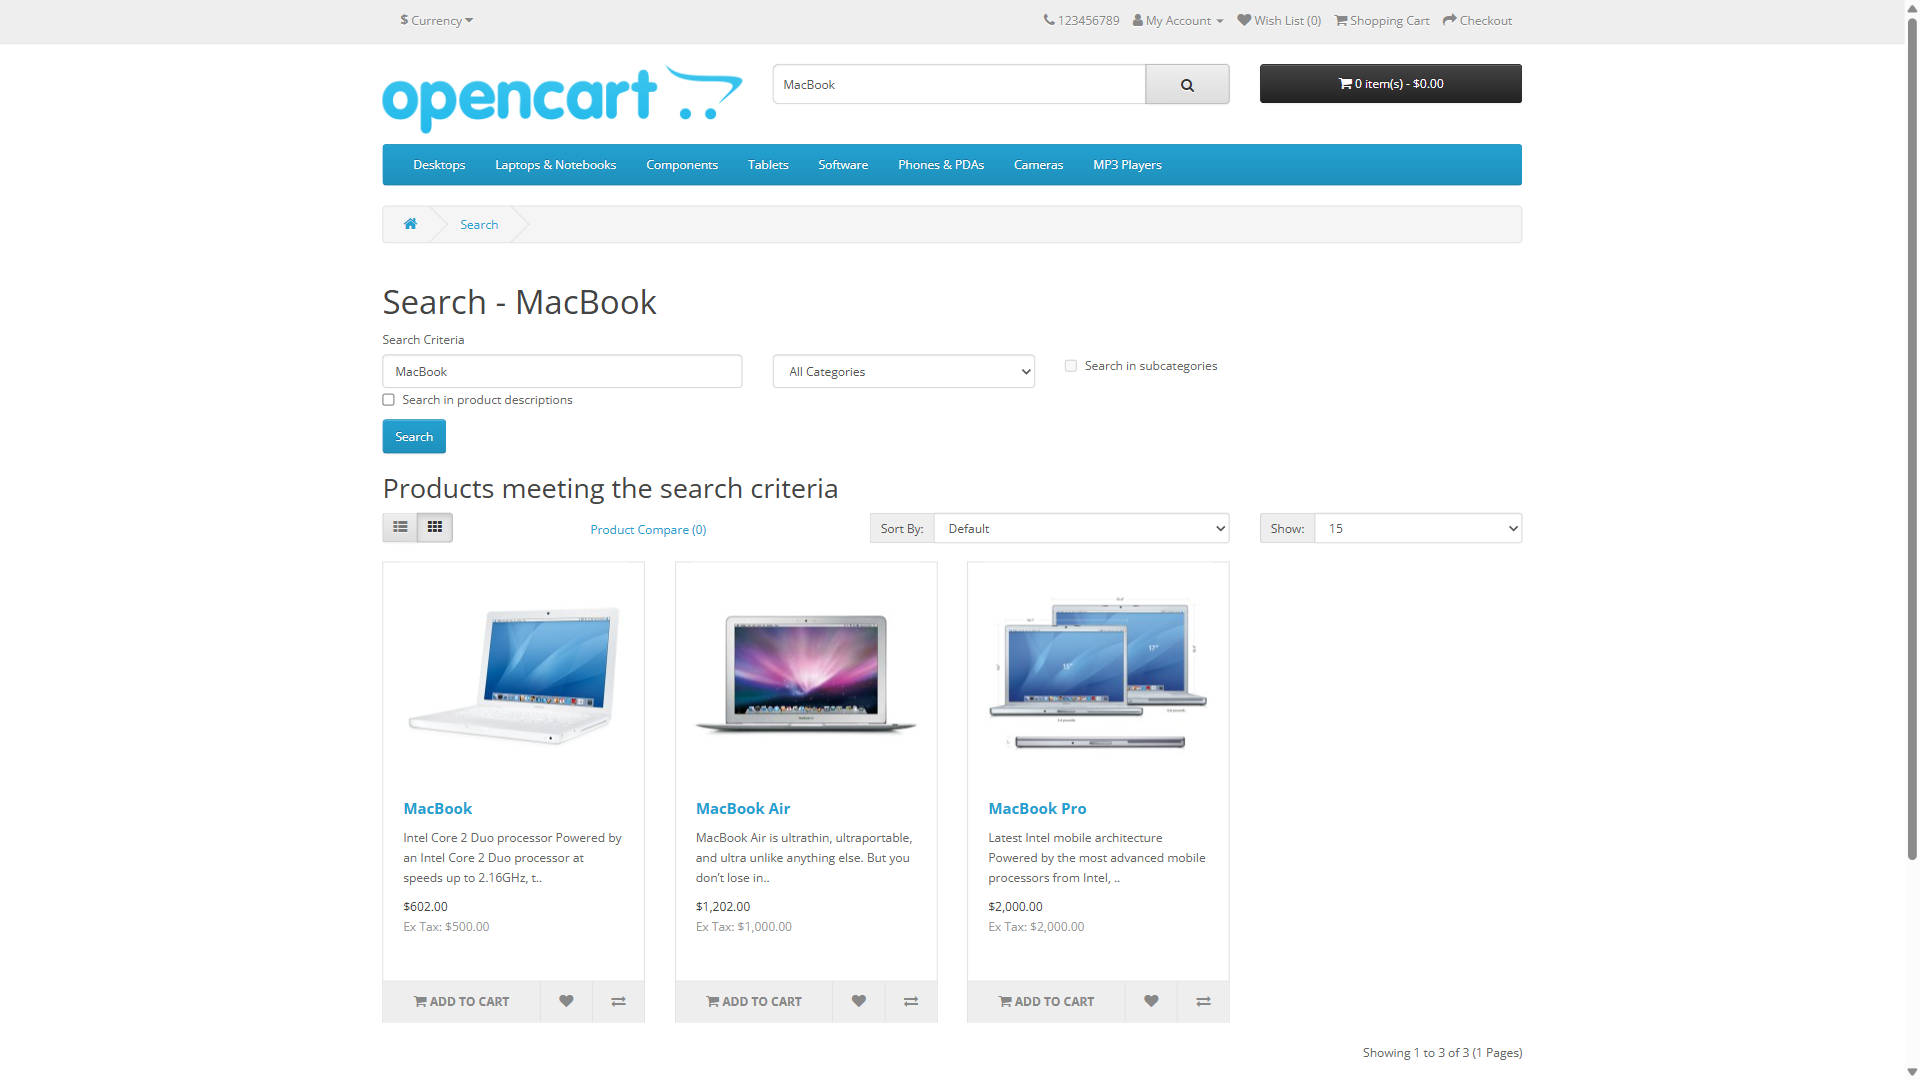 $ Currency
123456789 My Account Wish List (0) Shopping Cart Checkout
opencart
MacBook
0 item(s) - $0.00
Desktops Laptops & Notebooks Components Tablets Software Phones & PDAs Cameras MP3 Players
Search
Search - MacBook
Search Criteria
MacBook
All Categories
Search in subcategories
Search in product descriptions
Search
Products meeting the search criteria
Product Compare (0)
Sort By: Default
Show: 15
15"
17"
MacBook
Intel Core 2 Duo processor Powered by
an Intel Core 2 Duo processor at
speeds up to 2.16GHz, t..
$602.00
Ex Tax: $500.00
ADD TO CART
MacBook Air
MacBook Air is ultrathin, ultraportable,
and ultra unlike anything else. But you
don’t lose in..
$1,202.00
Ex Tax: $1,000.00
ADD TO CART
MacBook Pro
Latest Intel mobile architecture
Powered by the most advanced mobile
processors from Intel, ..
$2,000.00
Ex Tax: $2,000.00
ADD TO CART
Showing 1 to 3 of 3 (1 Pages)